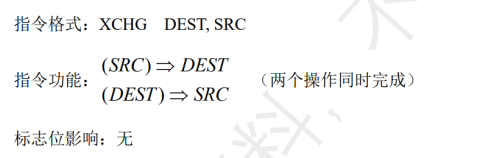 指令格式：XCHG DEST, SRC
(SRC) ⇒ DEST
指令功能： （两个操作同时完成）
(DEST) ⇒ SRC
标志位影响：无
料，